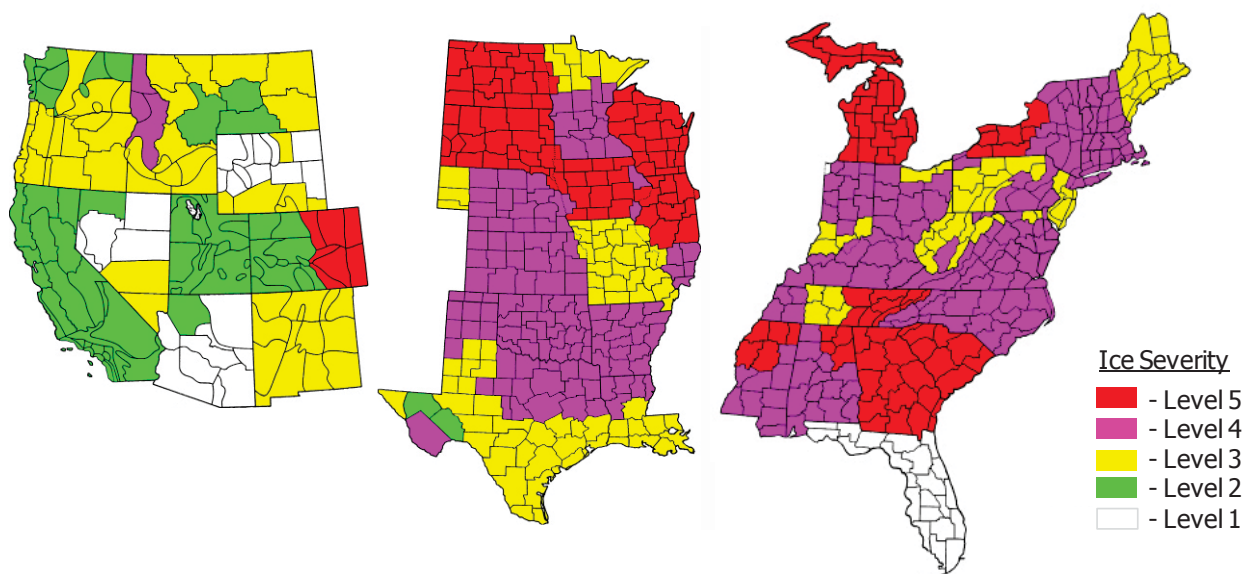 Ice Severity
- Level 5
- Level 4
- Level 3
- Level 2
- Level 1